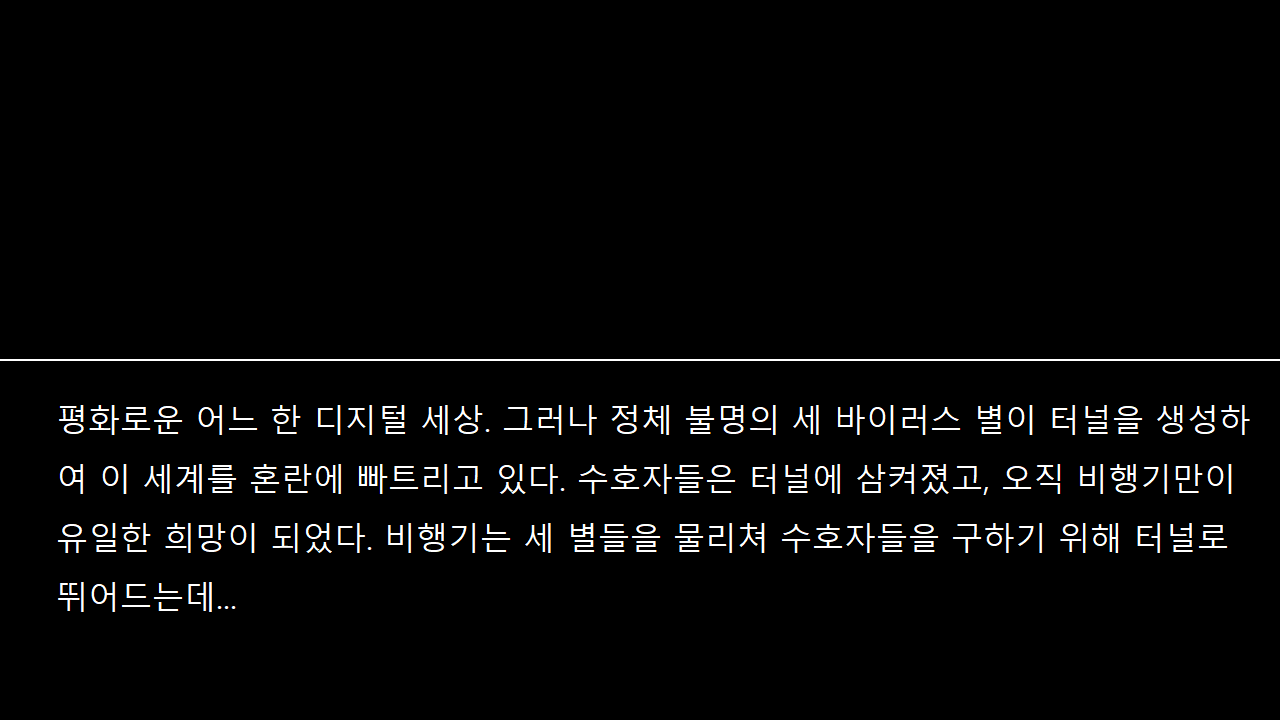 평화로운 어느 한 디지털 세상. 그러나 정체 불명의 세 바이러스 별이 터널을 생성하
여 이 세계를 혼란에 빠트리고 있다. 수호자들은 터널에 삼켜졌고, 오직 비행기만이
유일한 희망이 되었다. 비행기는 세 별들을 물리쳐 수호자들을 구하기 위해 터널로
뛰어드는데...